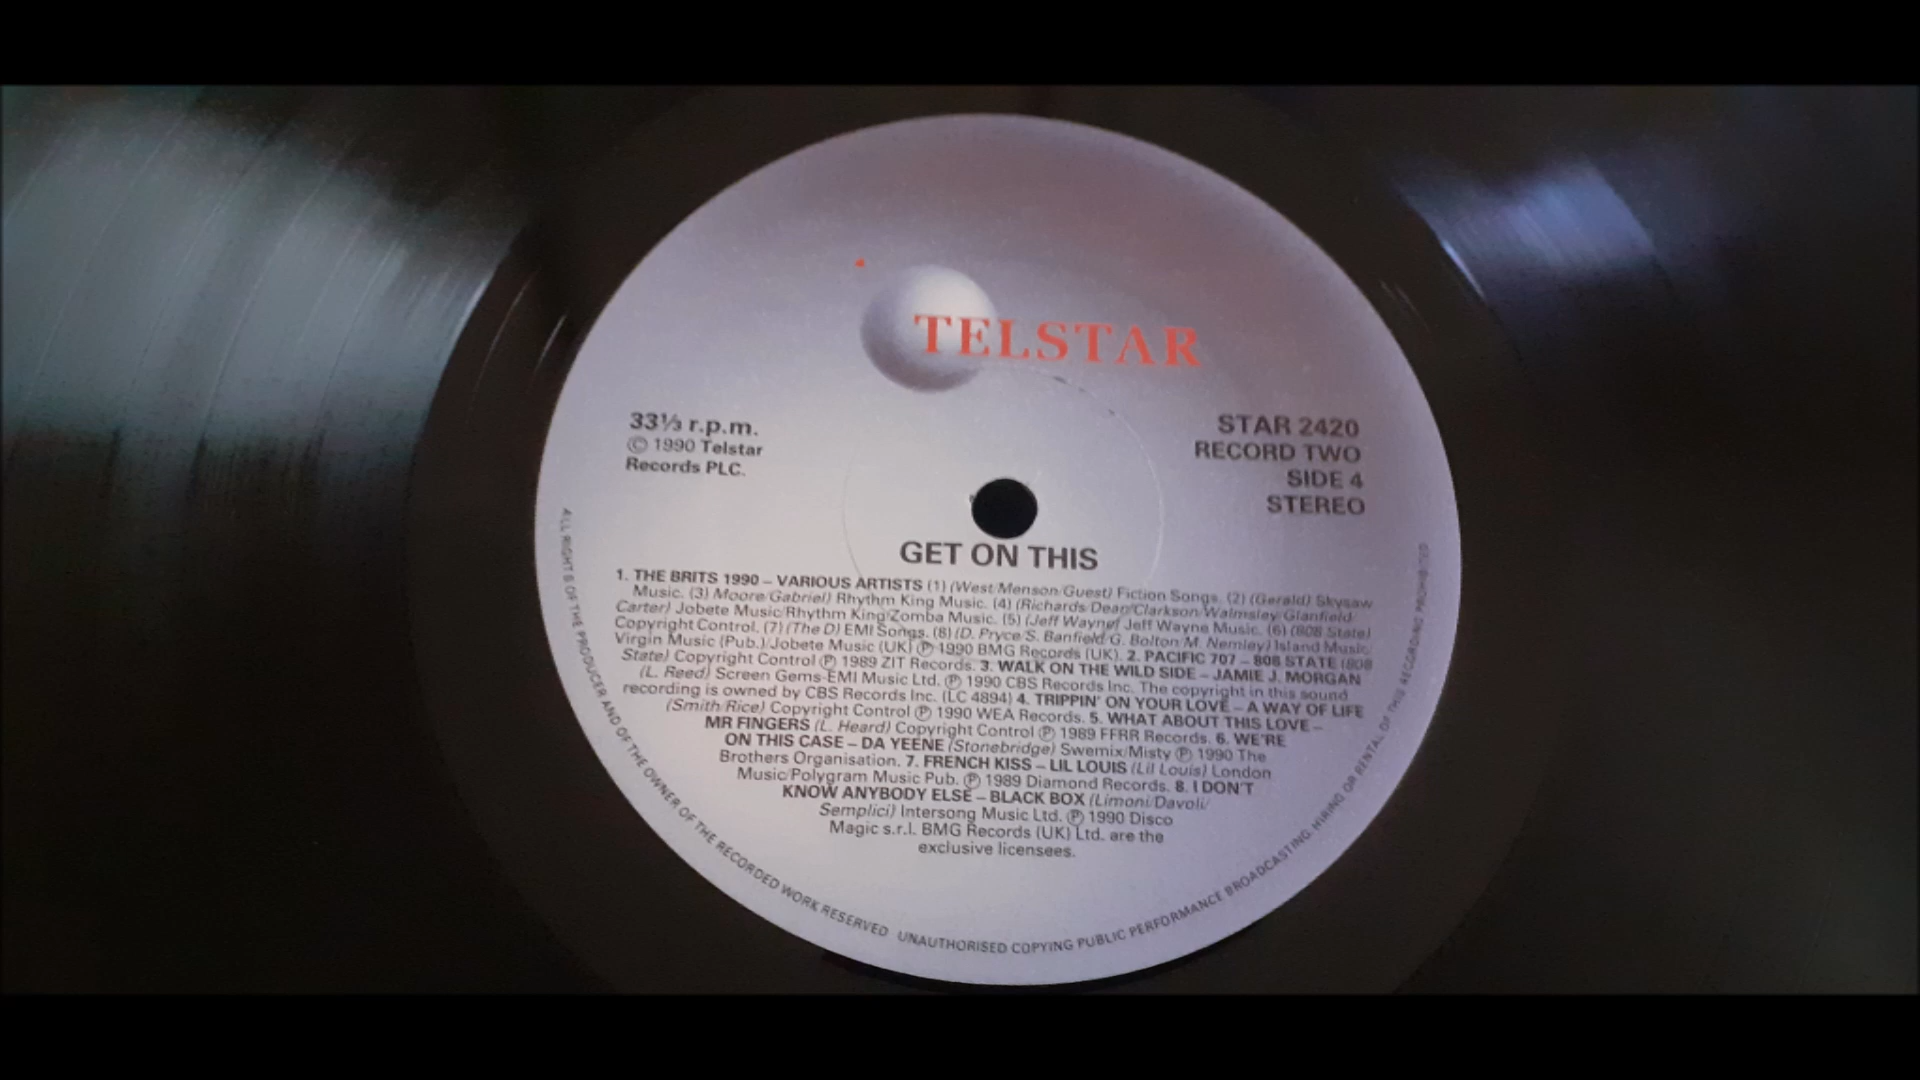 TELSTAR
33⅓ r.p.m.
© 1990 Telstar
Records PLC.
STAR 2420
RECORD TWO
SIDE 4
STEREO
GET ON THIS
1. THE BRITS 1990 – VARIOUS ARTISTS (1) (West/Menson/Guest) Fiction Songs. (2) (Gerald) Skysaw
Music. (3) Moore/Gabriel) Rhythm King Music. (4) (Richards/Dean/Clarkson/Walmsley/Glanfield/
Carter) Jobete Music/Rhythm King/Zomba Music. (5) (Jeff Wayne) Jeff Wayne Music. (6) (808 State)
Copyright Control. (7) (The D) EMI Songs. (8) (D. Pryce/S. Banfield/G. Bolton/M. Nemley) Island Music/
Virgin Music (Pub.)/Jobete Music (UK) Ⓟ 1990 BMG Records (UK). 2. PACIFIC 707 – 808 STATE (808
State) Copyright Control Ⓟ 1989 ZIT Records. 3. WALK ON THE WILD SIDE – JAMIE J. MORGAN
(L. Reed) Screen Gems-EMI Music Ltd. Ⓟ 1990 CBS Records Inc. The copyright in this sound
recording is owned by CBS Records Inc. (LC 4894) 4. TRIPPIN' ON YOUR LOVE – A WAY OF LIFE
(Smith/Rice) Copyright Control Ⓟ 1990 WEA Records. 5. WHAT ABOUT THIS LOVE –
MR FINGERS (L. Heard) Copyright Control Ⓟ 1989 FFRR Records. 6. WE'RE
ON THIS CASE – DA YEENE (Stonebridge) Swemix/Misty Ⓟ 1990 The
Brothers Organisation. 7. FRENCH KISS – LIL LOUIS (Lil Louis) London
Music/Polygram Music Pub. Ⓟ 1989 Diamond Records. 8. I DON'T
KNOW ANYBODY ELSE – BLACK BOX (Limoni/Davoli/
Semplici) Intersong Music Ltd. Ⓟ 1990 Disco
Magic s.r.l. BMG Records (UK) Ltd. are the
exclusive licensees.
ALL RIGHTS OF THE PRODUCER AND OF THE OWNER OF THE RECORDED WORK RESERVED UNAUTHORISED COPYING PUBLIC PERFORMANCE BROADCASTING HIRING OR RENTAL OF THIS RECORDING PROHIBITED